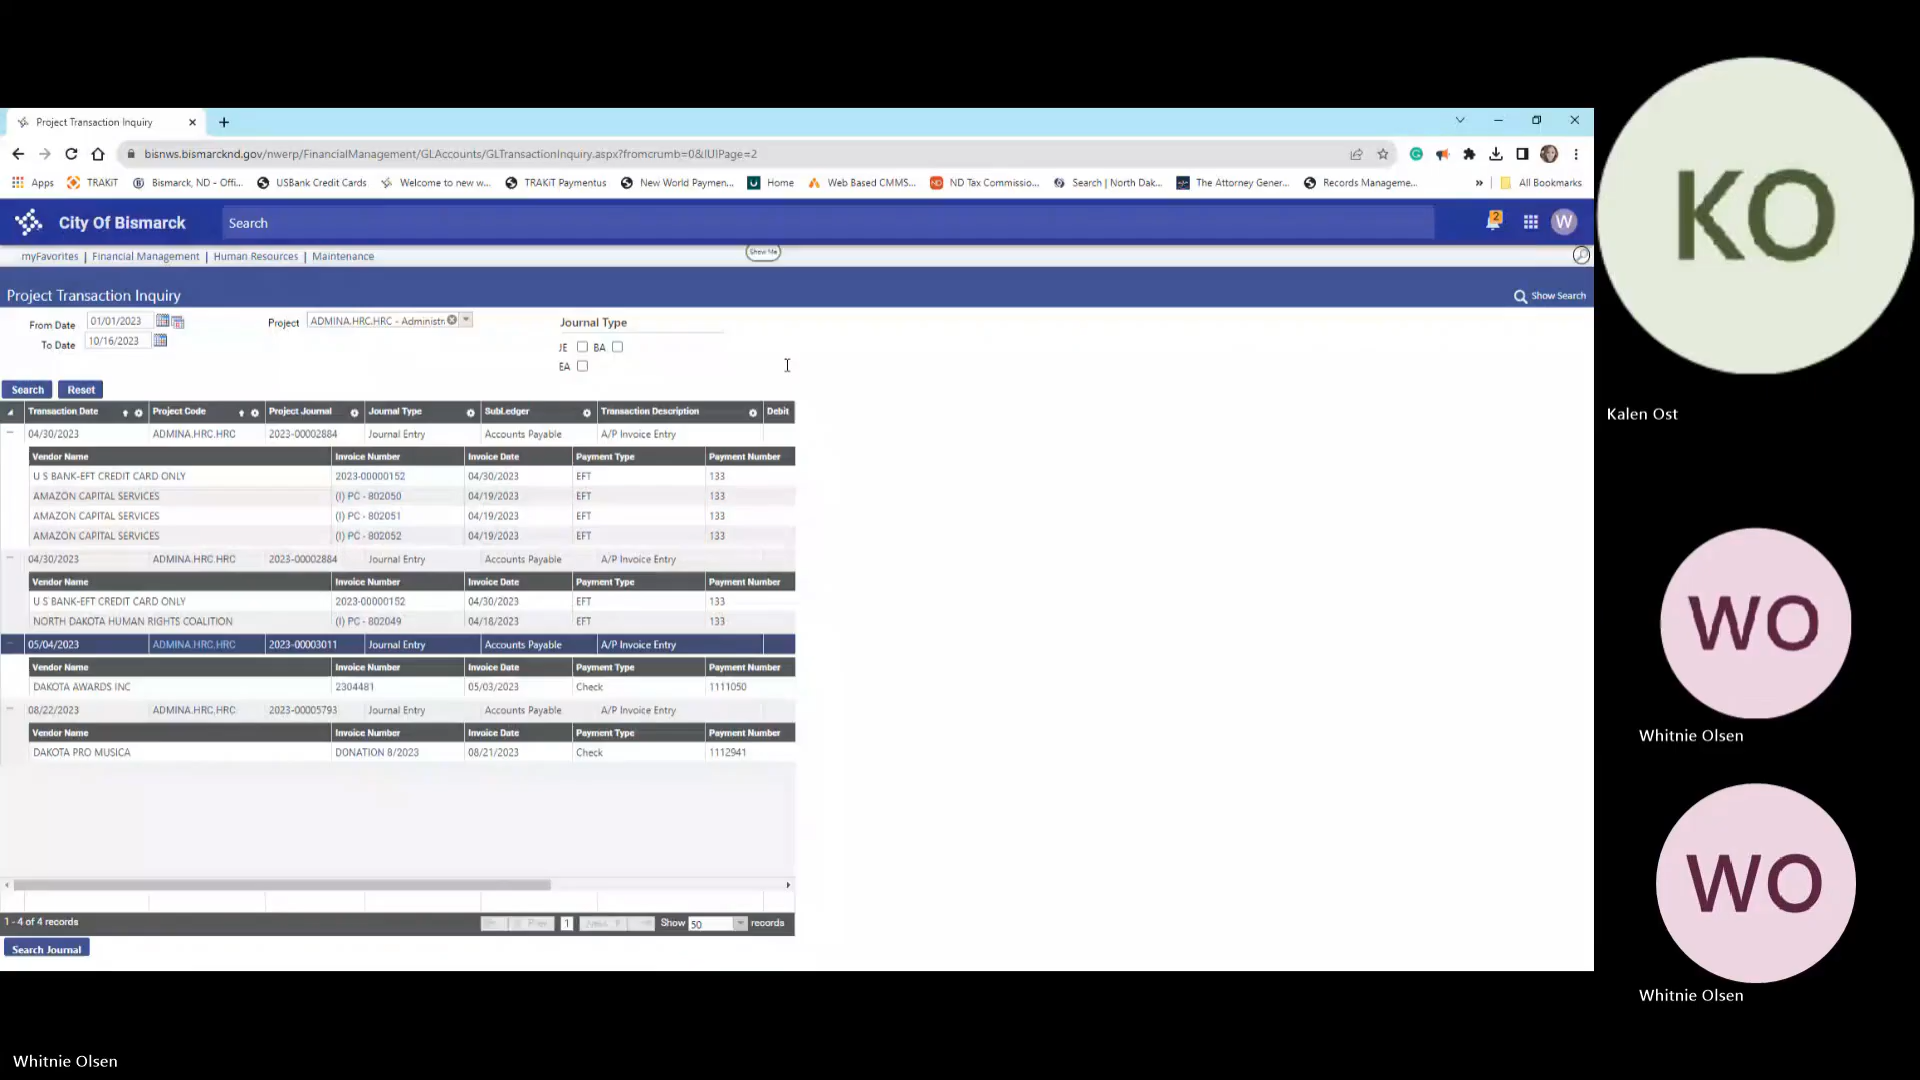 Project Transaction Inquiry
bisnws.bismarcknd.gov/nwerp/FinancialManagement/GLAccounts/GLTransactionInquiry.aspx?fromcrumb=0&IUIPage=2
Apps TRAKiT Bismarck, ND - Offi... USBank Credit Cards Welcome to new w... TRAKiT Paymentus New World Paymen... Home Web Based CMMS... ND Tax Commissio... Search | North Dak... The Attorney Gener... Records Manageme... » All Bookmarks
City Of Bismarck Search 2 W
myFavorites | Financial Management | Human Resources | Maintenance Show Me
Project Transaction Inquiry Show Search
From Date 01/01/2023 Project ADMINA.HRC.HRC - Administr Journal Type
To Date 10/16/2023 JE BA
EA
Search Reset
Transaction Date Project Code Project Journal Journal Type SubLedger Transaction Description Debit
04/30/2023 ADMINA.HRC.HRC 2023-00002884 Journal Entry Accounts Payable A/P Invoice Entry
Vendor Name Invoice Number Invoice Date Payment Type Payment Number
U S BANK-EFT CREDIT CARD ONLY 2023-00000152 04/30/2023 EFT 133
AMAZON CAPITAL SERVICES (I) PC - 802050 04/19/2023 EFT 133
AMAZON CAPITAL SERVICES (I) PC - 802051 04/19/2023 EFT 133
AMAZON CAPITAL SERVICES (I) PC - 802052 04/19/2023 EFT 133
04/30/2023 ADMINA.HRC.HRC 2023-00002884 Journal Entry Accounts Payable A/P Invoice Entry
Vendor Name Invoice Number Invoice Date Payment Type Payment Number
U S BANK-EFT CREDIT CARD ONLY 2023-00000152 04/30/2023 EFT 133
NORTH DAKOTA HUMAN RIGHTS COALITION (I) PC - 802049 04/18/2023 EFT 133
05/04/2023 ADMINA.HRC.HRC 2023-00003011 Journal Entry Accounts Payable A/P Invoice Entry
Vendor Name Invoice Number Invoice Date Payment Type Payment Number
DAKOTA AWARDS INC 2304481 05/03/2023 Check 1111050
08/22/2023 ADMINA.HRC.HRC 2023-00005793 Journal Entry Accounts Payable A/P Invoice Entry
Vendor Name Invoice Number Invoice Date Payment Type Payment Number
DAKOTA PRO MUSICA DONATION 8/2023 08/21/2023 Check 1112941
1 - 4 of 4 records Prev 1 Next Show 50 records
Search Journal
KO
Kalen Ost
WO
Whitnie Olsen
WO
Whitnie Olsen
Whitnie Olsen